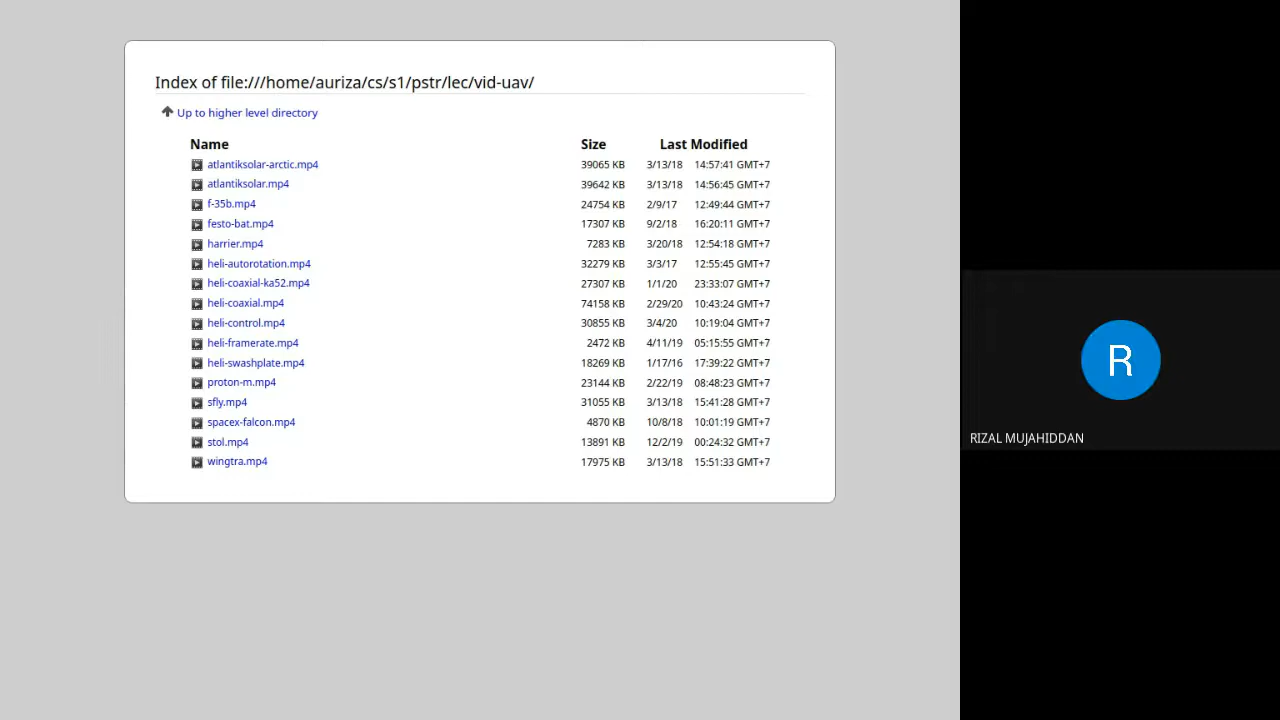 Index of file:///home/auriza/cs/s1/pstr/lec/vid-uav/
Up to higher level directory
Name Size Last Modified
atlantiksolar-arctic.mp4 39065 KB 3/13/18 14:57:41 GMT+7
atlantiksolar.mp4 39642 KB 3/13/18 14:56:45 GMT+7
f-35b.mp4 24754 KB 2/9/17 12:49:44 GMT+7
festo-bat.mp4 17307 KB 9/2/18 16:20:11 GMT+7
harrier.mp4 7283 KB 3/20/18 12:54:18 GMT+7
heli-autorotation.mp4 32279 KB 3/3/17 12:55:45 GMT+7
heli-coaxial-ka52.mp4 27307 KB 1/1/20 23:33:07 GMT+7
heli-coaxial.mp4 74158 KB 2/29/20 10:43:24 GMT+7
heli-control.mp4 30855 KB 3/4/20 10:19:04 GMT+7
heli-framerate.mp4 2472 KB 4/11/19 05:15:55 GMT+7
heli-swashplate.mp4 18269 KB 1/17/16 17:39:22 GMT+7
proton-m.mp4 23144 KB 2/22/19 08:48:23 GMT+7
sfly.mp4 31055 KB 3/13/18 15:41:28 GMT+7
spacex-falcon.mp4 4870 KB 10/8/18 10:01:19 GMT+7
stol.mp4 13891 KB 12/2/19 00:24:32 GMT+7
wingtra.mp4 17975 KB 3/13/18 15:51:33 GMT+7
R
RIZAL MUJAHIDDAN